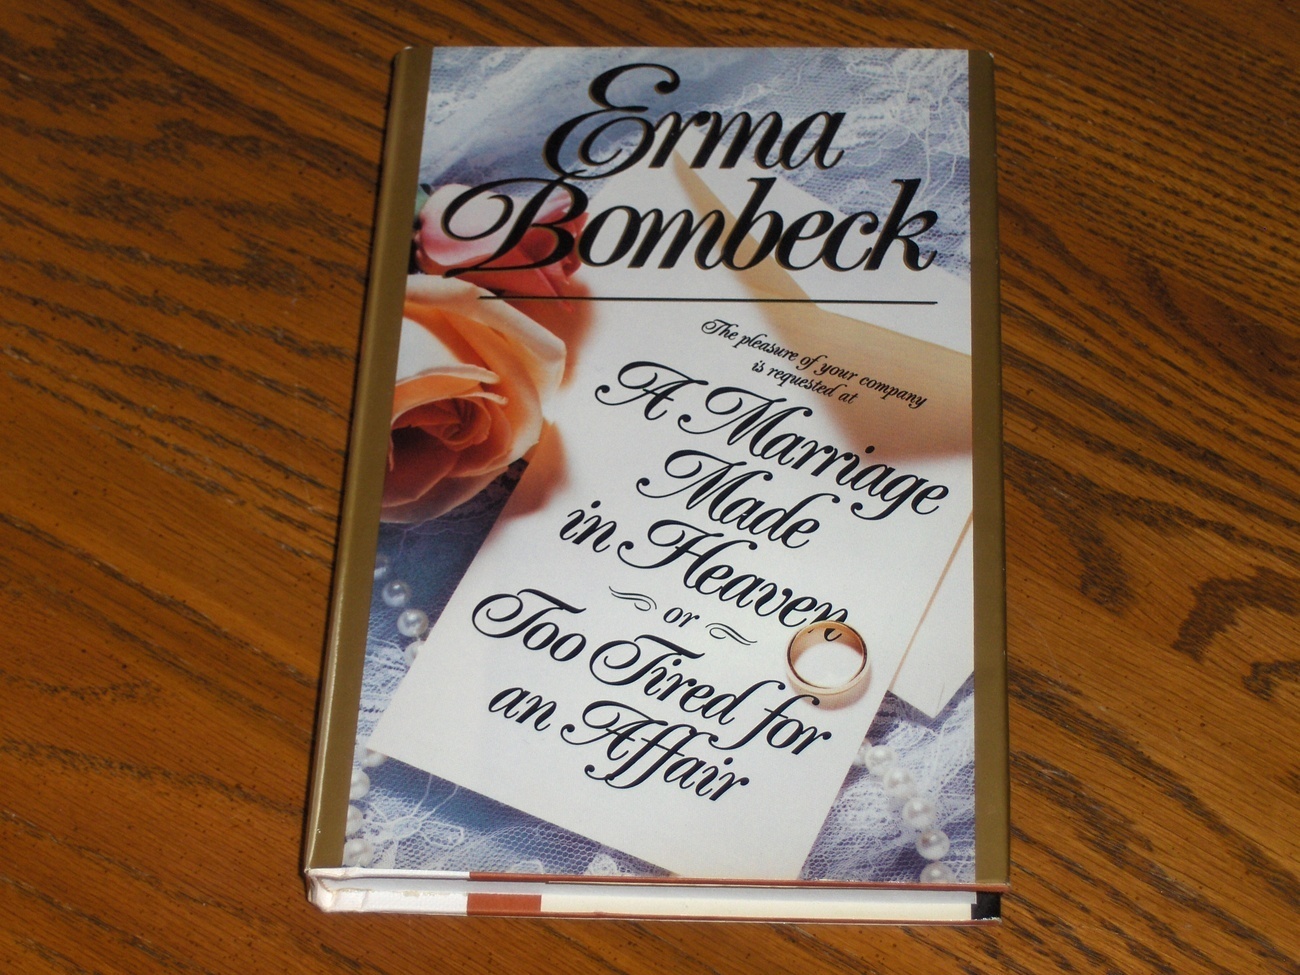 Erma
Bombeck
The pleasure of your company
is requested at
A Marriage
Made
in Heaven
or
Too Tired for
an Affair